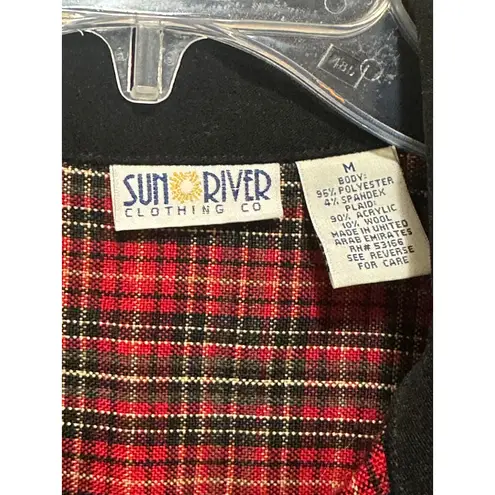 SUN RIVER
CLOTHING CO
M
BODY:
96% POLYESTER
4% SPANDEX
PLAID:
90% ACRYLIC
10% WOOL
MADE IN UNITED
ARAB EMIRATES
RN# 53166
SEE REVERSE
FOR CARE